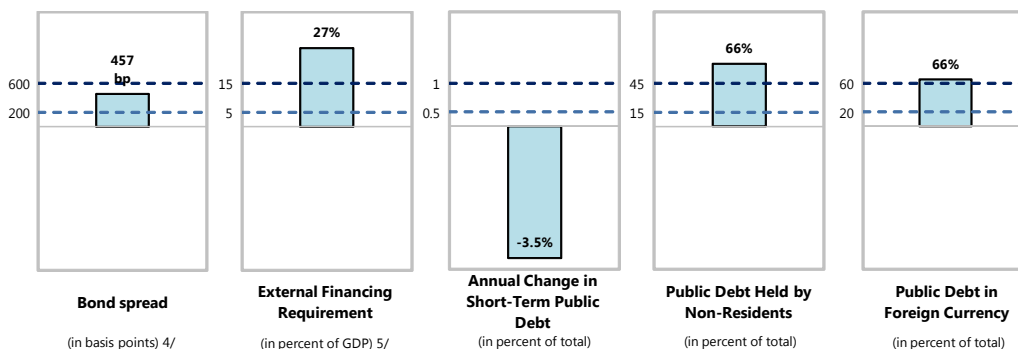 457
bp
600
200
Bond spread
(in basis points) 4/
27%
15
5
External Financing
Requirement
(in percent of GDP) 5/
1
0.5
-3.5%
Annual Change in
Short-Term Public
Debt
(in percent of total)
66%
45
15
Public Debt Held by
Non-Residents
(in percent of total)
66%
60
20
Public Debt in
Foreign Currency
(in percent of total)